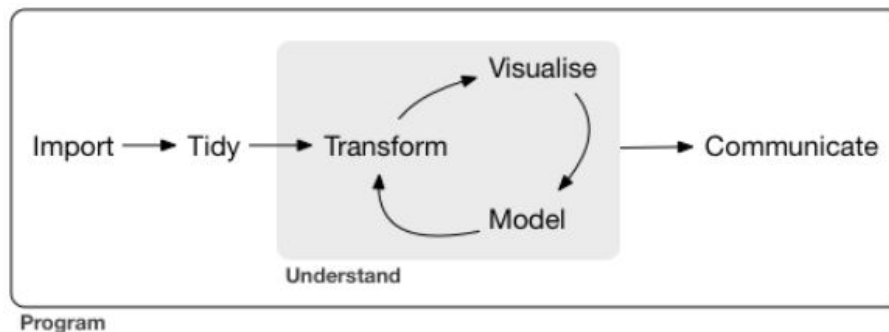 Visualise
Import Tidy Transform Communicate
Model
Understand
Program